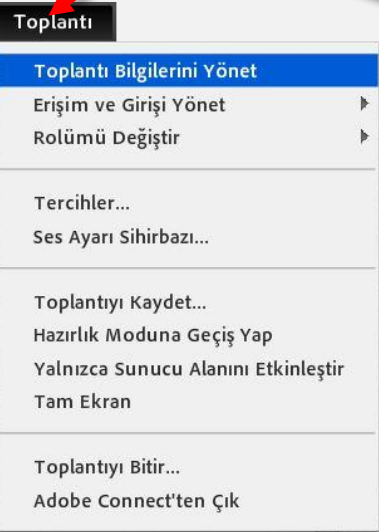 Toplantı
Toplantı Bilgilerini Yönet
Erişim ve Girişi Yönet
Rolümü Değiştir
Tercihler...
Ses Ayarı Sihirbazı...
Toplantıyı Kaydet...
Hazırlık Moduna Geçiş Yap
Yalnızca Sunucu Alanını Etkinleştir
Tam Ekran
Toplantıyı Bitir...
Adobe Connect'ten Çık